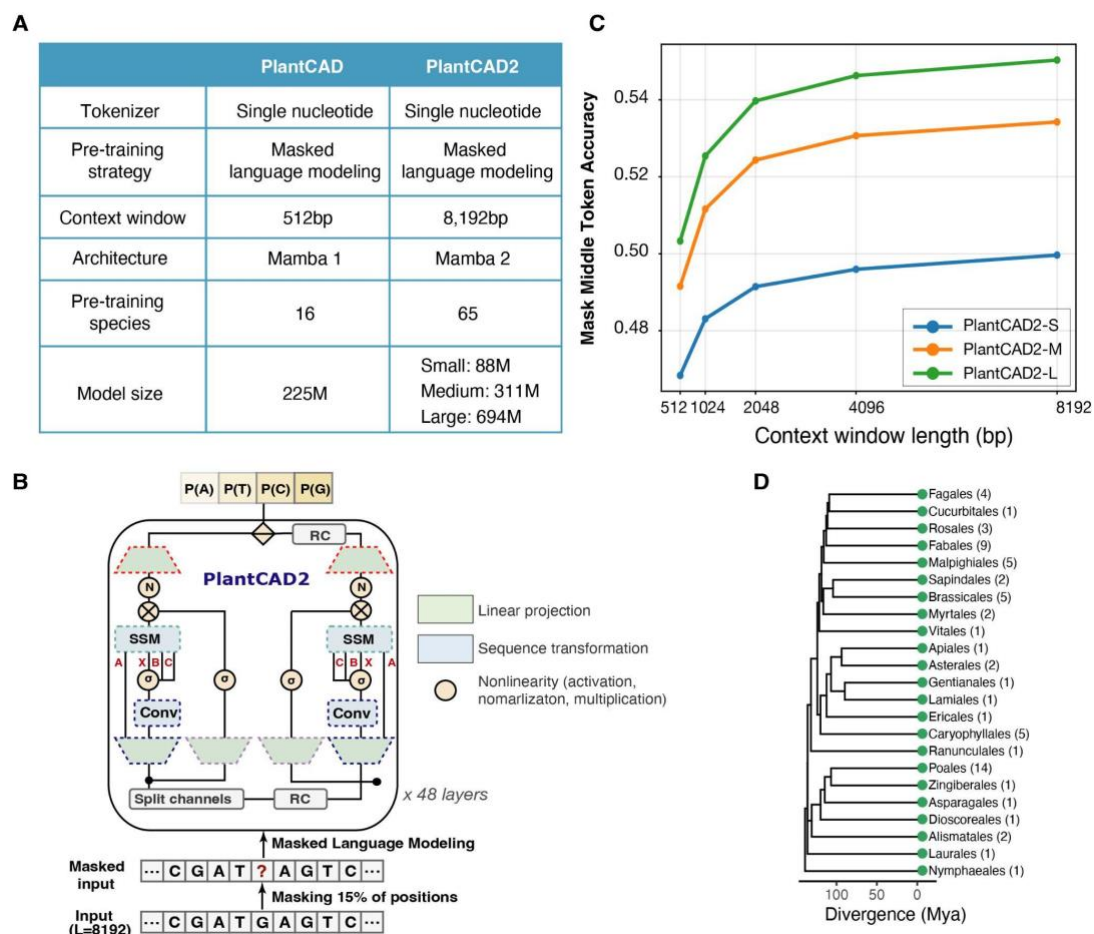 A
PlantCAD PlantCAD2
Tokenizer Single nucleotide Single nucleotide
Pre-training strategy Masked language modeling Masked language modeling
Context window 512bp 8,192bp
Architecture Mamba 1 Mamba 2
Pre-training species 16 65
Model size 225M Small: 88M
Medium: 311M
Large: 694M
C
Mask Middle Token Accuracy
0.54
0.52
0.50
0.48
PlantCAD2-S
PlantCAD2-M
PlantCAD2-L
512 1024 2048 4096 8192
Context window length (bp)
B
P(A) P(T) P(C) P(G)
RC
PlantCAD2
N N
SSM SSM
A X B C C B X A
σ σ σ σ
Conv Conv
Split channels RC
x 48 layers
Linear projection
Sequence transformation
Nonlinearity (activation,
nomarlizaton, multiplication)
Masked Language Modeling
Masked
input
··· C G A T ? A G T C ···
Masking 15% of positions
Input
(L=8192)
··· C G A T G A G T C ···
D
Fagales (4)
Cucurbitales (1)
Rosales (3)
Fabales (9)
Malpighiales (5)
Sapindales (2)
Brassicales (5)
Myrtales (2)
Vitales (1)
Apiales (1)
Asterales (2)
Gentianales (1)
Lamiales (1)
Ericales (1)
Caryophyllales (5)
Ranunculales (1)
Poales (14)
Zingiberales (1)
Asparagales (1)
Dioscoreales (1)
Alismatales (2)
Laurales (1)
Nymphaeales (1)
100 50 0
Divergence (Mya)